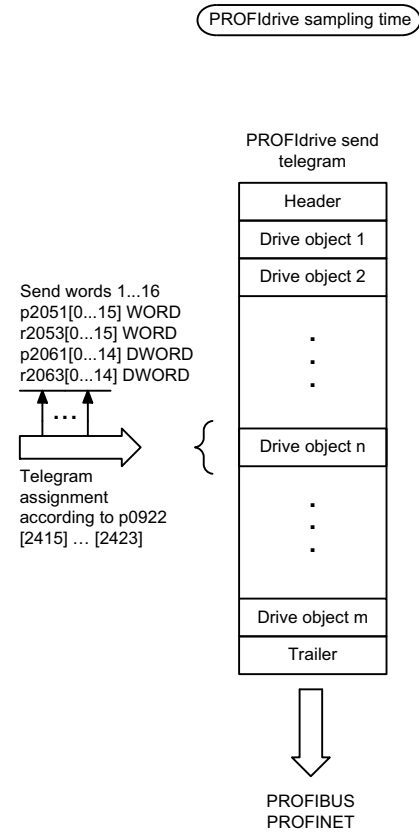 PROFIdrive sampling time
PROFIdrive send
telegram
Header
Drive object 1
Drive object 2
Send words 1...16
p2051[0...15] WORD
r2053[0...15] WORD
p2061[0...14] DWORD
r2063[0...14] DWORD
...
Drive object n
Telegram
assignment
according to p0922
[2415] … [2423]
Drive object m
Trailer
PROFIBUS
PROFINET